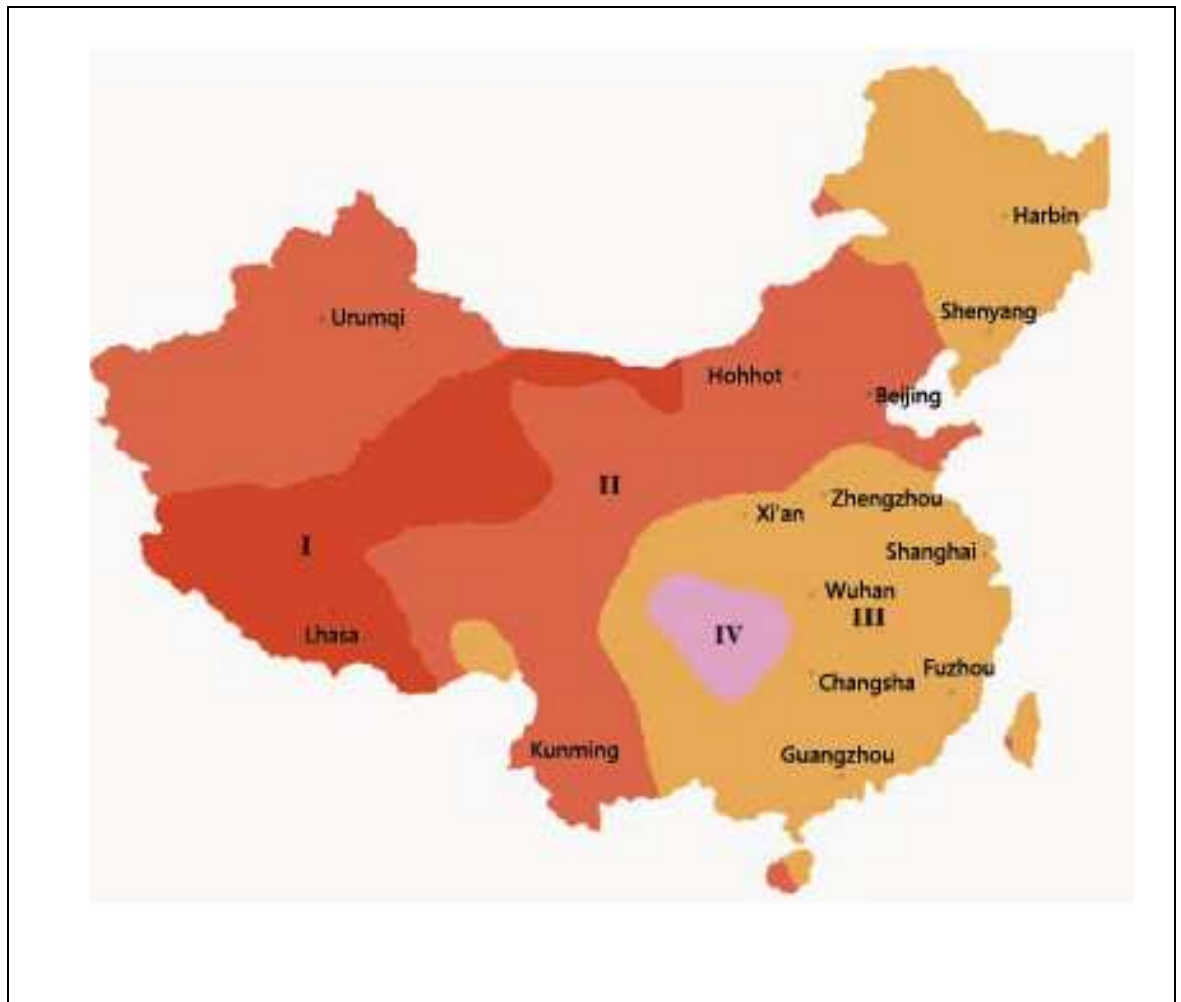 Harbin
Shenyang
Urumqi
Hohhot
Beijing
II
Zhengzhou
Xi'an
I
Shanghai
Wuhan
III
Lhasa
IV
Fuzhou
Changsha
Kunming
Guangzhou